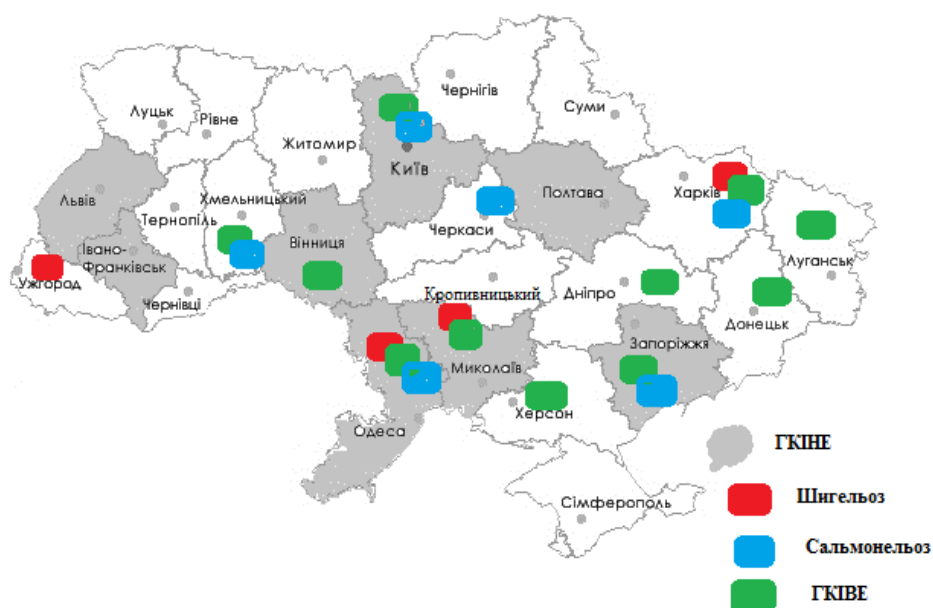 Чернігів
Суми
Луцьк
Рівне
Житомир
Київ
Львів
Тернопіль
Хмельницький
Вінниця
Черкаси
Полтава
Харків
Івано-
Франківськ
Ужгород
Чернівці
Кропивницький
Дніпро
Луганськ
Донецьк
Запоріжжя
Миколаїв
Херсон
Одеса
Сімферополь
ГКІНЕ
Шигельоз
Сальмонельоз
ГКІВЕ